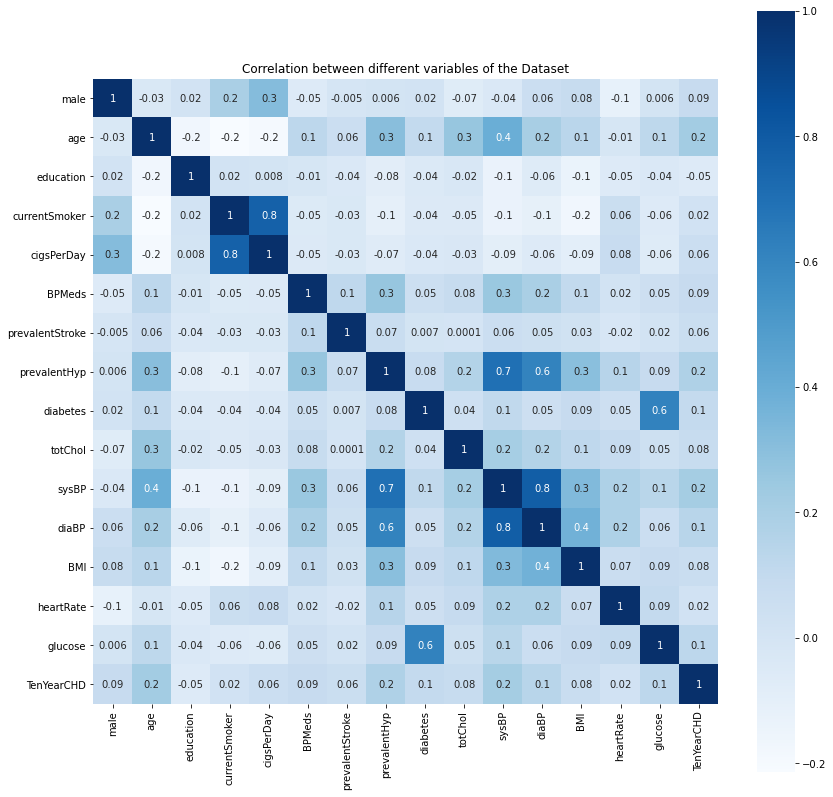 Correlation between different variables of the Dataset
male 1 -0.03 0.02 0.2 0.3 -0.05 -0.005 0.006 0.02 -0.07 -0.04 0.06 0.08 -0.1 0.006 0.09
age -0.03 1 -0.2 -0.2 -0.2 0.1 0.06 0.3 0.1 0.3 0.4 0.2 0.1 -0.01 0.1 0.2
education 0.02 -0.2 1 0.02 0.008 -0.01 -0.04 -0.08 -0.04 -0.02 -0.1 -0.06 -0.1 -0.05 -0.04 -0.05
currentSmoker 0.2 -0.2 0.02 1 0.8 -0.05 -0.03 -0.1 -0.04 -0.05 -0.1 -0.1 -0.2 0.06 -0.06 0.02
cigsPerDay 0.3 -0.2 0.008 0.8 1 -0.05 -0.03 -0.07 -0.04 -0.03 -0.09 -0.06 -0.09 0.08 -0.06 0.06
BPMeds -0.05 0.1 -0.01 -0.05 -0.05 1 0.1 0.3 0.05 0.08 0.3 0.2 0.1 0.02 0.05 0.09
prevalentStroke -0.005 0.06 -0.04 -0.03 -0.03 0.1 1 0.07 0.007 0.0001 0.06 0.05 0.03 -0.02 0.02 0.06
prevalentHyp 0.006 0.3 -0.08 -0.1 -0.07 0.3 0.07 1 0.08 0.2 0.7 0.6 0.3 0.1 0.09 0.2
diabetes 0.02 0.1 -0.04 -0.04 -0.04 0.05 0.007 0.08 1 0.04 0.1 0.05 0.09 0.05 0.6 0.1
totChol -0.07 0.3 -0.02 -0.05 -0.03 0.08 0.0001 0.2 0.04 1 0.2 0.2 0.1 0.09 0.05 0.08
sysBP -0.04 0.4 -0.1 -0.1 -0.09 0.3 0.06 0.7 0.1 0.2 1 0.8 0.3 0.2 0.1 0.2
diaBP 0.06 0.2 -0.06 -0.1 -0.06 0.2 0.05 0.6 0.05 0.2 0.8 1 0.4 0.2 0.06 0.1
BMI 0.08 0.1 -0.1 -0.2 -0.09 0.1 0.03 0.3 0.09 0.1 0.3 0.4 1 0.07 0.09 0.08
heartRate -0.1 -0.01 -0.05 0.06 0.08 0.02 -0.02 0.1 0.05 0.09 0.2 0.2 0.07 1 0.09 0.02
glucose 0.006 0.1 -0.04 -0.06 -0.06 0.05 0.02 0.09 0.6 0.05 0.1 0.06 0.09 0.09 1 0.1
TenYearCHD 0.09 0.2 -0.05 0.02 0.06 0.09 0.06 0.2 0.1 0.08 0.2 0.1 0.08 0.02 0.1 1
male age education currentSmoker cigsPerDay BPMeds prevalentStroke prevalentHyp diabetes totChol sysBP diaBP BMI heartRate glucose TenYearCHD
1.0
0.8
0.6
0.4
0.2
0.0
−0.2